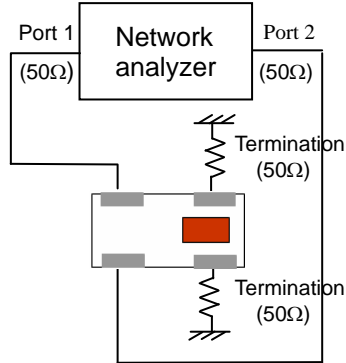 Port 1
Network
analyzer
Port 2
(50Ω)
(50Ω)
Termination
(50Ω)
Termination
(50Ω)